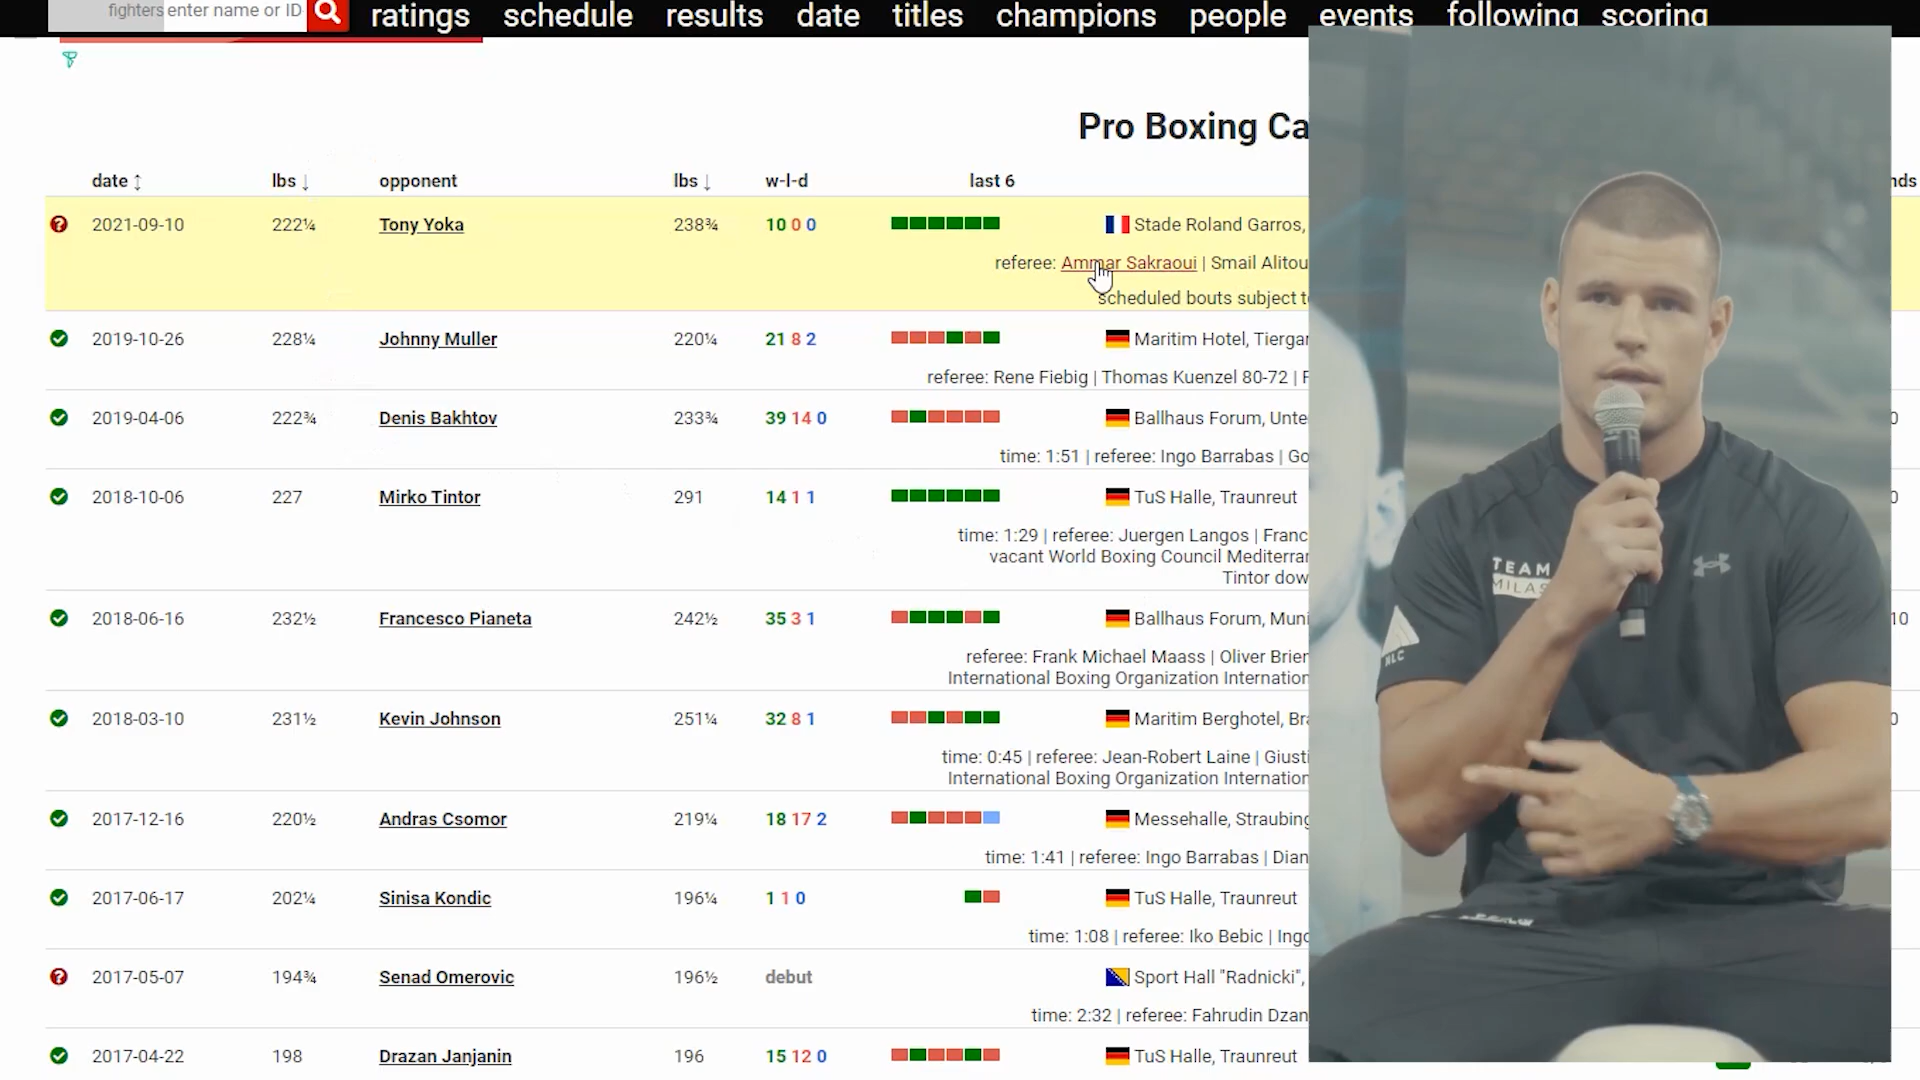 fighters enter name or ID ratings schedule results date titles champions people events following scoring
Pro Boxing Ca
date lbs opponent lbs w-l-d last 6 nds
2021-09-10 222¼ Tony Yoka 238¾ 10 0 0 Stade Roland Garros,
referee: Ammar Sakraoui | Smail Alitou
scheduled bouts subject t
2019-10-26 228¼ Johnny Muller 220¼ 21 8 2 Maritim Hotel, Tiergar
referee: Rene Fiebig | Thomas Kuenzel 80-72 | F
2019-04-06 222¾ Denis Bakhtov 233¾ 39 14 0 Ballhaus Forum, Unte 0
time: 1:51 | referee: Ingo Barrabas | Go
2018-10-06 227 Mirko Tintor 291 14 1 1 TuS Halle, Traunreut 0
time: 1:29 | referee: Juergen Langos | Franc
vacant World Boxing Council Mediterrar
Tintor dow
2018-06-16 232½ Francesco Pianeta 242½ 35 3 1 Ballhaus Forum, Muni 10
referee: Frank Michael Maass | Oliver Brien
International Boxing Organization Internation
2018-03-10 231½ Kevin Johnson 251¼ 32 8 1 Maritim Berghotel, Bra 0
time: 0:45 | referee: Jean-Robert Laine | Giusti
International Boxing Organization Internation
2017-12-16 220½ Andras Csomor 219¼ 18 17 2 Messehalle, Straubing
time: 1:41 | referee: Ingo Barrabas | Dian
2017-06-17 202¼ Sinisa Kondic 196¼ 1 1 0 TuS Halle, Traunreut
time: 1:08 | referee: Iko Bebic | Ingo
2017-05-07 194¾ Senad Omerovic 196½ debut Sport Hall "Radnicki",
time: 2:32 | referee: Fahrudin Dzan
2017-04-22 198 Drazan Janjanin 196 15 12 0 TuS Halle, Traunreut
TEAM
MILAS
NLC